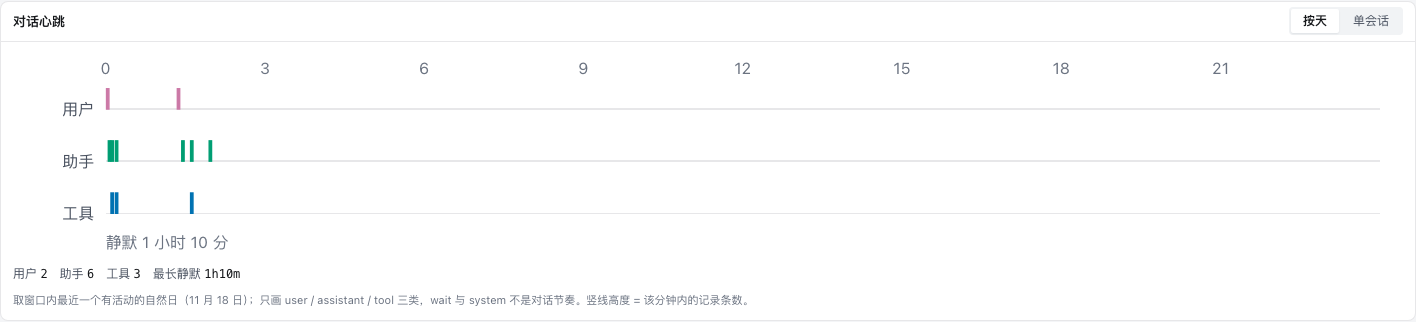 对话心跳
按天 单会话
0 3 6 9 12 15 18 21
用户
助手
工具
静默 1 小时 10 分
用户 2 助手 6 工具 3 最长静默 1h10m
取窗口内最近一个有活动的自然日（11 月 18 日）；只画 user / assistant / tool 三类，wait 与 system 不是对话节奏。竖线高度 = 该分钟内的记录条数。